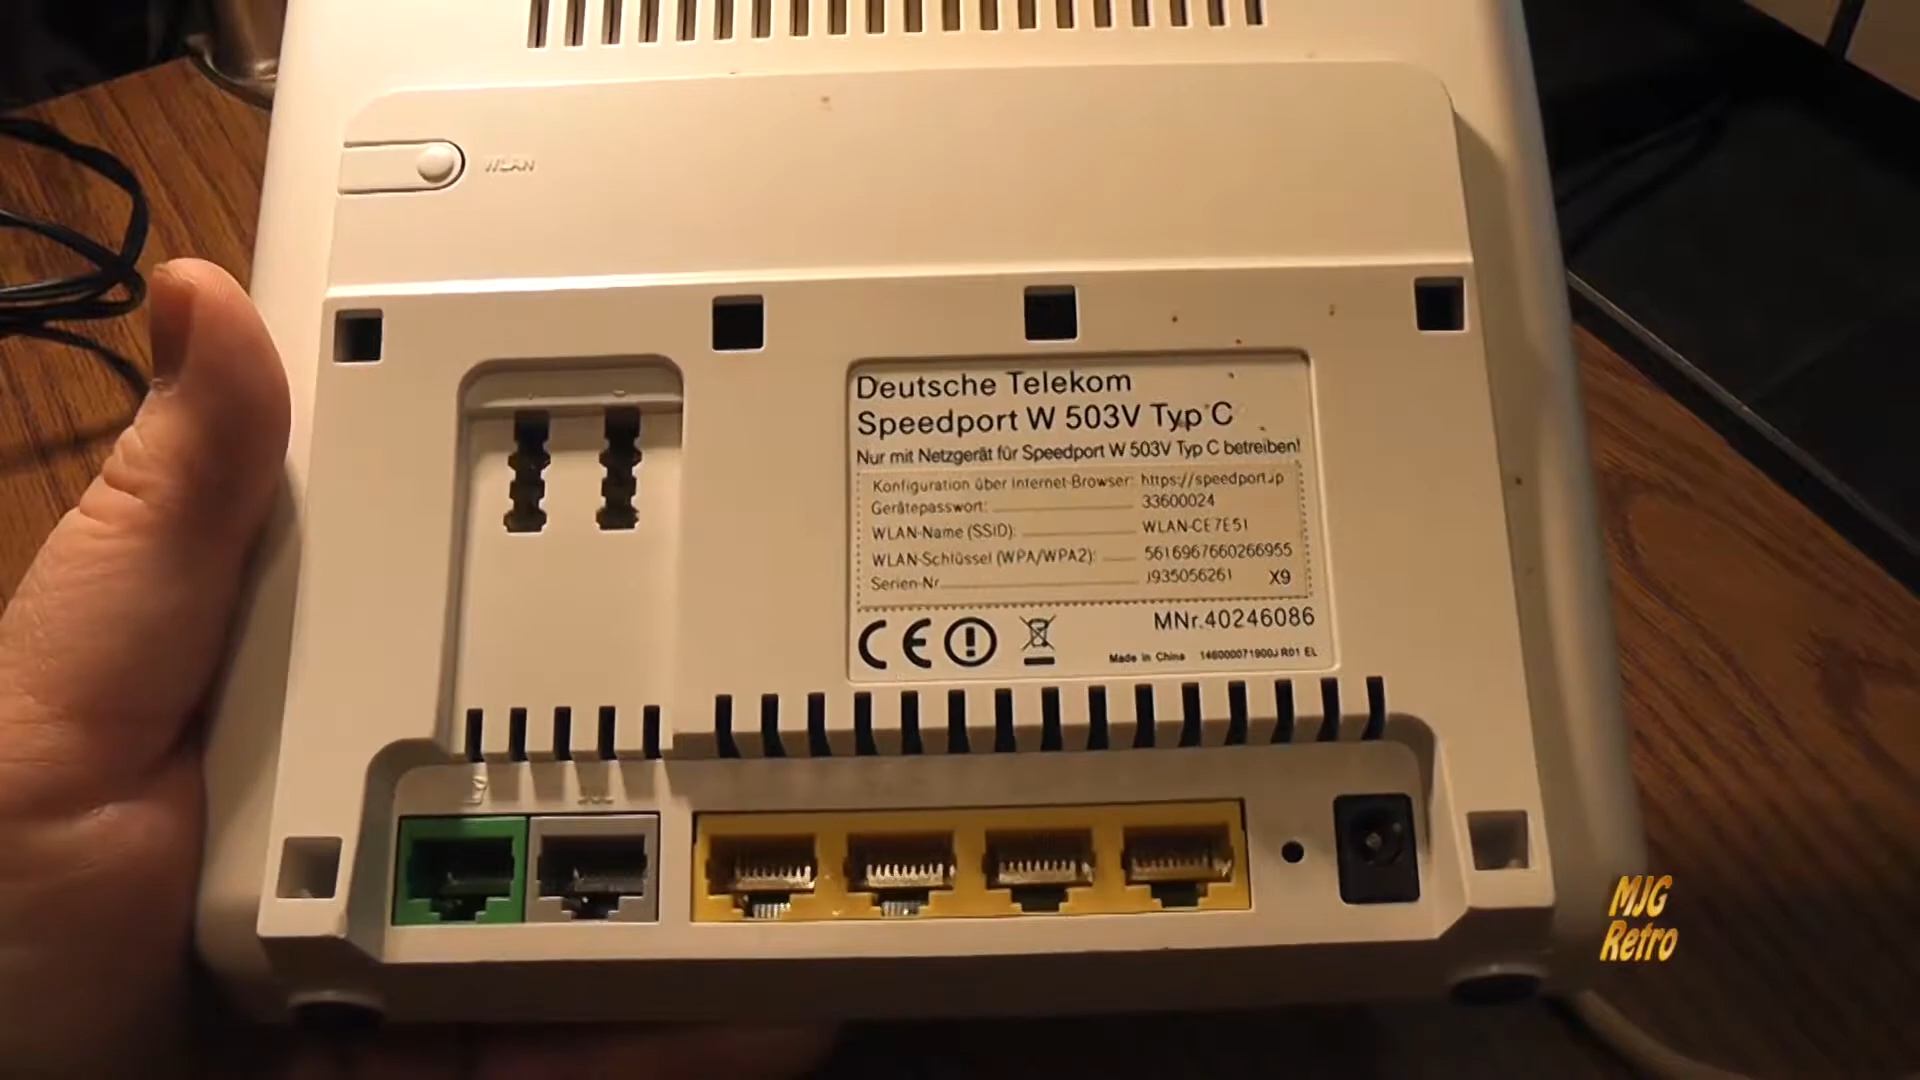 WLAN
Deutsche Telekom
Speedport W 503V Typ C
Nur mit Netzgerät für Speedport W 503V Typ C betreiben!
Konfiguration über Internet-Browser: https://speedport.ip
Gerätepasswort: 33600024
WLAN-Name (SSID): WLAN-CE7E51
WLAN-Schlüssel (WPA/WPA2): 5616967660266955
Serien-Nr. J935056261 X9
MNr.40246086
CE
Made in China 146000071900J R01 EL
MJG
Retro